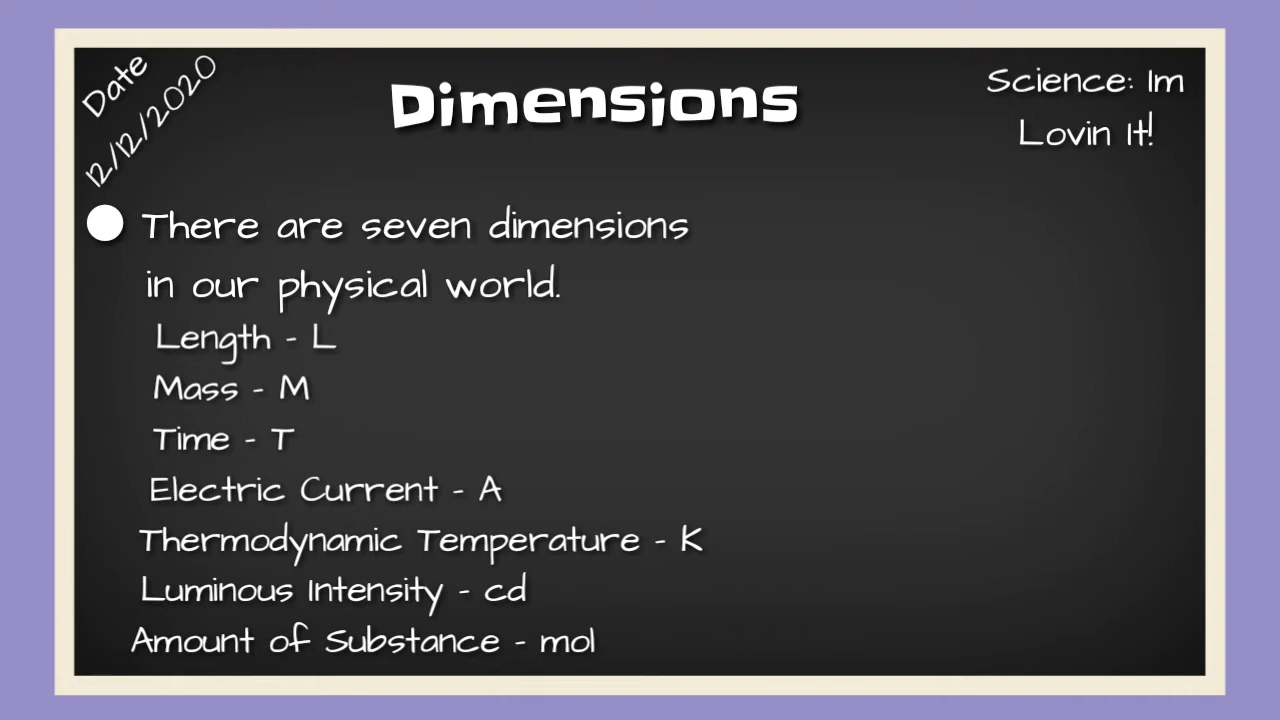 Date
12/12/2020
Dimensions
Science: Im
Lovin It!
There are seven dimensions
in our physical world.
Length - L
Mass - M
Time - T
Electric Current - A
Thermodynamic Temperature - K
Luminous Intensity - cd
Amount of Substance - mol